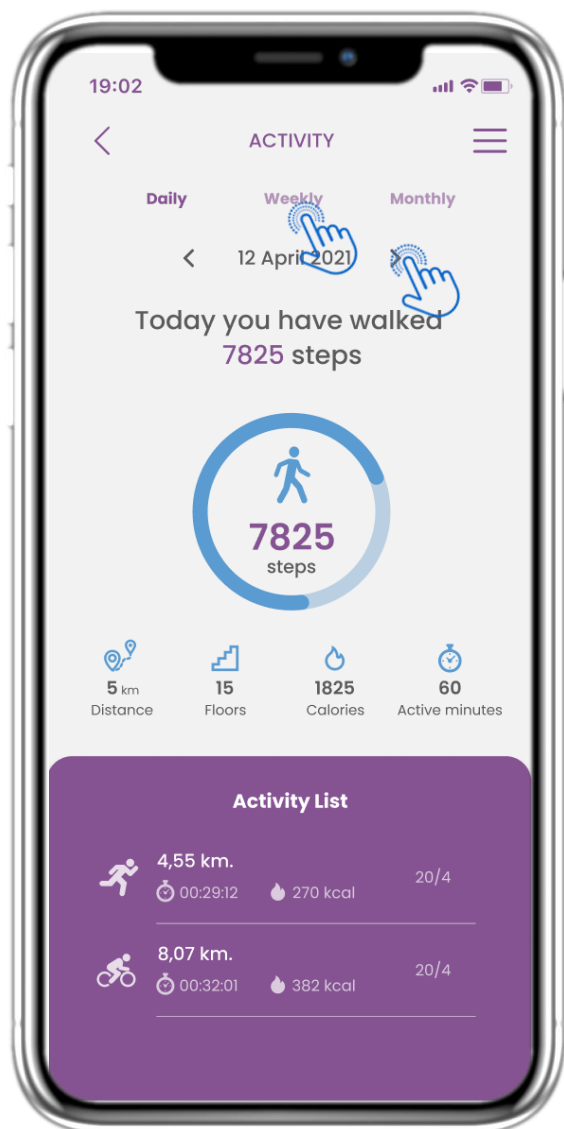 19:02
ACTIVITY
Daily Weekly Monthly
12 April 2021
Today you have walked
7825 steps
7825
steps
5 km 15 1825 60
Distance Floors Calories Active minutes
Activity List
4,55 km.
00:29:12 270 kcal 20/4
8,07 km.
00:32:01 382 kcal 20/4